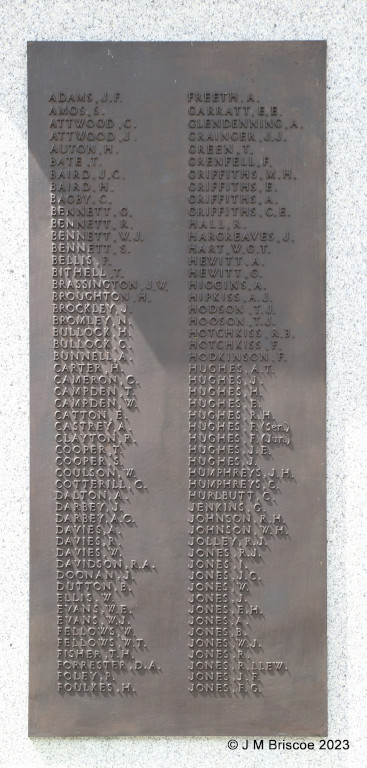 ADAMS, J.F.
AMOS, S.
ATTWOOD, C.
ATTWOOD, J.
AUTON, H.
BATE, T.
BAIRD, J.C.
BAIRD, H.
BAGBY, C.
BENNETT, G.
BENNETT, R.
BENNETT, W.J.
BENNETT, S.
BELLIS, P.
BITHELL, T.
BRASSINGTON, J.W.
BROUGHTON, H.
BROCKLEY, J.
BROMLEY, H.
BULLOCK, H.
BULLOCK, C.
BUNNELL, A.
CARTER, H.
CAMERON, G.
CAMPDEN, T.
CAMPDEN, W.
CATTON, E.
CASTREY, A.
CLAYTON, F.
COOPER, T.
COOPER, S.
COULSON, W.
COTTERILL, C.
DALTON, A.
DARBEY, J.
DARBEY, A.G.
DAVIES, A.
DAVIES, R.
DAVIES, W.
DAVIDSON, R.A.
DOONAN, J.
DUTTON, B.
ELLIS, W.
EVANS, W.E.
EVANS, W.J.
FELLOWS, W.
FELLOWS, W.T.
FISHER, T.H.
FORRESTER, D.A.
FOLEY, P.
FOULKES, H.
FREETH, A.
GARRATT, E.E.
GLENDENNING, A.
GRAINGER, J.J.
GREEN, T.
GRENFELL, F.
GRIFFITHS, M.H.
GRIFFITHS, E.
GRIFFITHS, A.
GRIFFITHS, C.E.
HALL, R.
HARGREAVES, J.
HART, W.G.T.
HEWITT, A.
HEWITT, G.
HIGGINS, A.
HIPKISS, A.J.
HODSON, T.J.
HOOSON, T.J.
HOTCHKISS, R.B.
HOTCHKISS, F.
HODKINSON, F.
HUGHES, A.T.
HUGHES, J.
HUGHES, H.
HUGHES, E.
HUGHES, R.H.
HUGHES, F. (Sen.)
HUGHES, F. (Jun.)
HUGHES, J.E.
HUGHES, J.
HUMPHREYS, J.H.
HUMPHREYS, C.
HURLBUTT, C.
JENKINS, G.
JOHNSON, R.H.
JOHNSON, W.H.
JOLLEY, R.J.
JONES, R.J.
JONES, I.
JONES, J.G.
JONES, W.
JONES, J.
JONES, E.H.
JONES, A.
JONES, B.
JONES, W.J.
JONES, R.
JONES, R. LLEW.
JONES, J.F.
JONES, F.G.
© J M Briscoe 2023